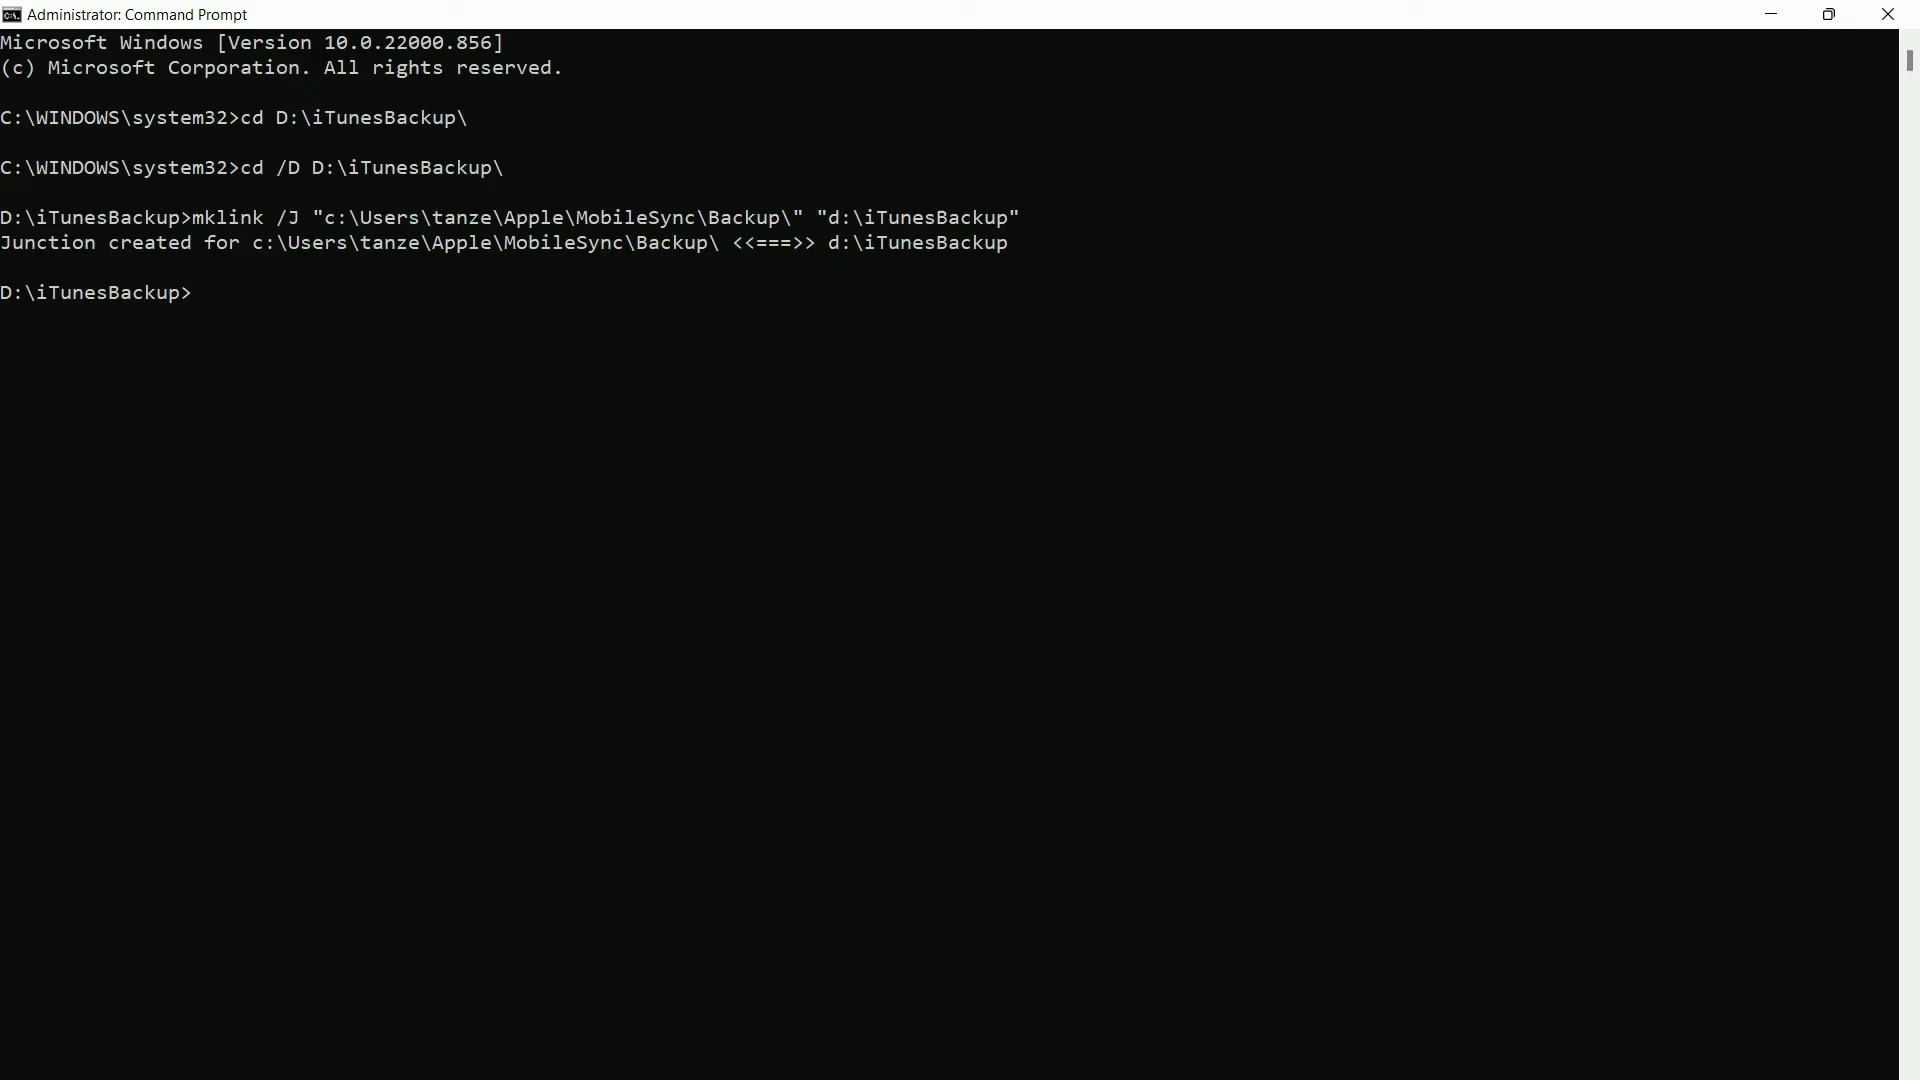 Administrator: Command Prompt
Microsoft Windows [Version 10.0.22000.856]
(c) Microsoft Corporation. All rights reserved.
C:\WINDOWS\system32>cd D:\iTunesBackup\
C:\WINDOWS\system32>cd /D D:\iTunesBackup\
D:\iTunesBackup>mklink /J "c:\Users\tanze\Apple\MobileSync\Backup\" "d:\iTunesBackup"
Junction created for c:\Users\tanze\Apple\MobileSync\Backup\ <<===>> d:\iTunesBackup
D:\iTunesBackup>